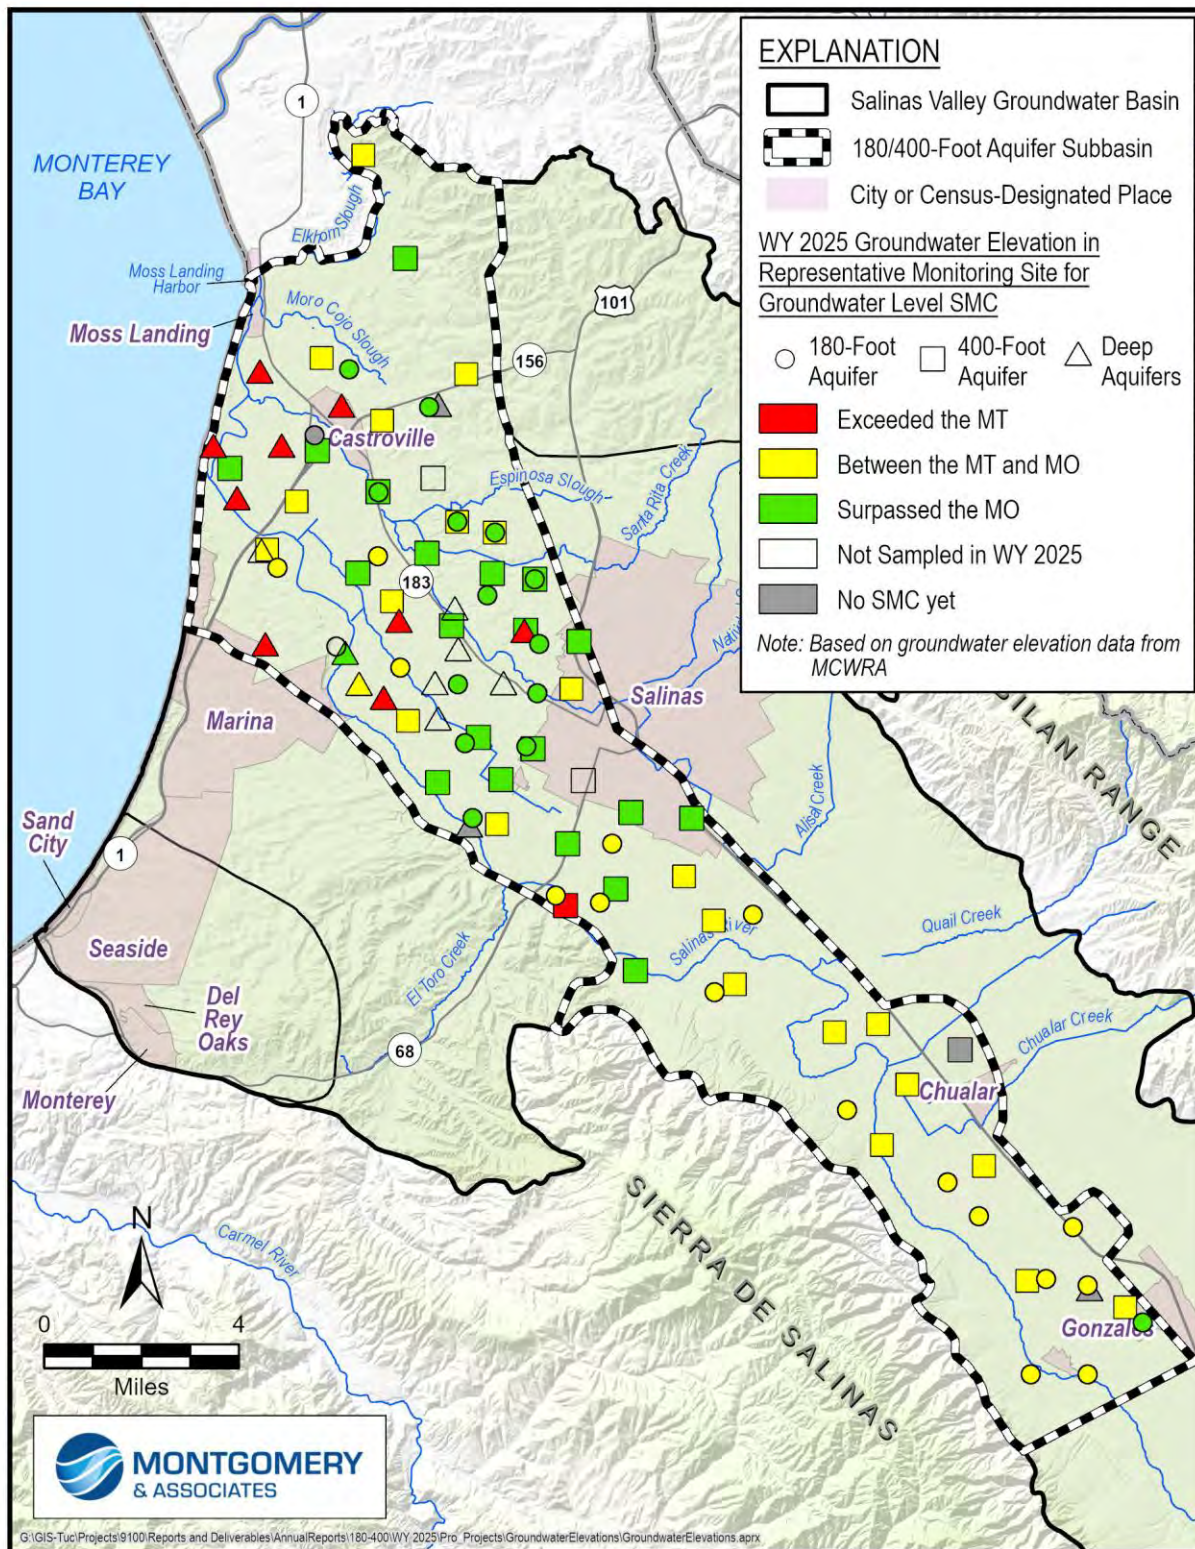 EXPLANATION
Salinas Valley Groundwater Basin
180/400-Foot Aquifer Subbasin
City or Census-Designated Place
WY 2025 Groundwater Elevation in
Representative Monitoring Site for
Groundwater Level SMC
180-Foot Aquifer
400-Foot Aquifer
Deep Aquifers
Exceeded the MT
Between the MT and MO
Surpassed the MO
Not Sampled in WY 2025
No SMC yet
Note: Based on groundwater elevation data from
MCWRA
1
MONTEREY
BAY
Elkhorn Slough
Moss Landing
Harbor
Moro Cojo Slough
Moss Landing
101
156
Castroville
Espinosa Slough
Santa Rita Creek
183
Salinas
Marina
GILAN RANGE
Alisal Creek
Sand
City
1
Seaside
Quail Creek
Salinas River
El Toro Creek
Del
Rey
Oaks
68
Chualar Creek
Monterey
Chualar
SIERRA DE SALINAS
N
Carmel River
0 4
Miles
Gonzales
MONTGOMERY
& ASSOCIATES
G:\GIS-Tuc\Projects\9100\Reports and Deliverables\AnnualReports\180-400\WY 2025\Pro_Projects\GroundwaterElevations\GroundwaterElevations.aprx